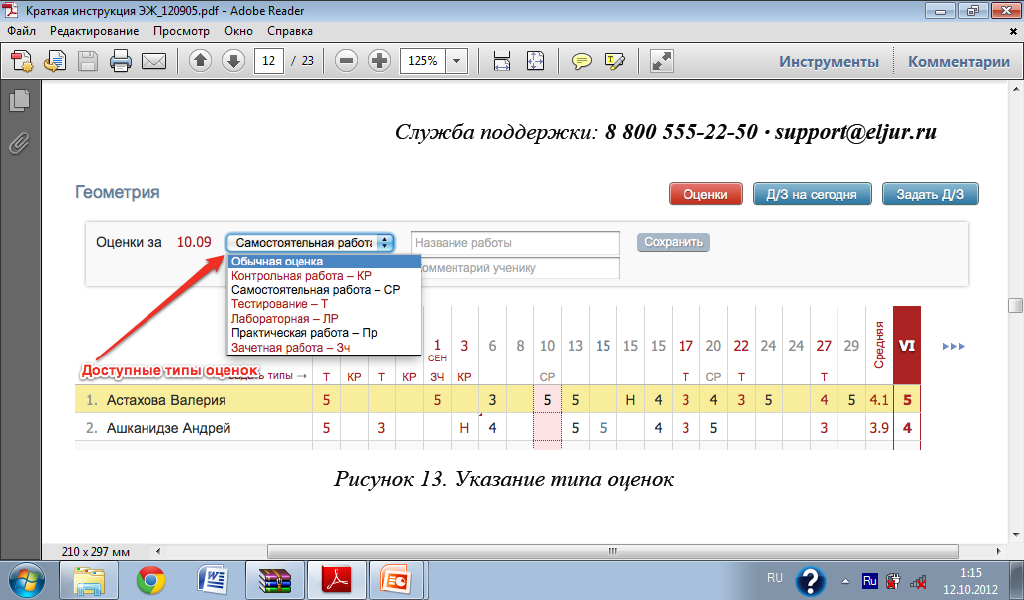 Краткая инструкция ЭЖ_120905.pdf - Adobe Reader
Файл Редактирование Просмотр Окно Справка
12 / 23 125% Инструменты Комментарии
Служба поддержки: 8 800 555-22-50 · support@eljur.ru
Геометрия Оценки Д/З на сегодня Задать Д/З
Оценки за 10.09 Самостоятельная работа Название работы Сохранить
Обычная оценка комментарий ученику
Контрольная работа – КР
Самостоятельная работа – СР
Тестирование – Т
Лабораторная – ЛР
Практическая работа – Пр
Зачетная работа – Зч
1 3 6 8 10 13 15 15 15 17 20 22 24 24 27 29 Средняя VI
СЕН
Доступные типы оценок
типы → Т КР Т КР ЗЧ КР СР Т СР Т Т
1. Астахова Валерия 5 5 3 5 5 Н 4 3 4 3 5 4 5 4.1 5
2. Ашканидзе Андрей 5 3 Н 4 5 5 4 3 5 3 3.9 4
Рисунок 13. Указание типа оценок
210 x 297 мм
RU Ru 1:15
12.10.2012